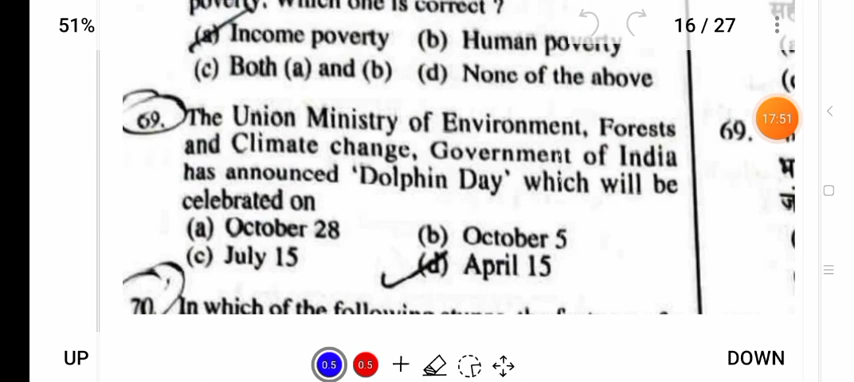 51%
16 / 27
poverty. Which one is correct ?
(a) Income poverty (b) Human poverty
(c) Both (a) and (b) (d) None of the above
17:51
69. The Union Ministry of Environment, Forests
and Climate change, Government of India
has announced ‘Dolphin Day’ which will be
celebrated on
(a) October 28 (b) October 5
(c) July 15 (d) April 15
69.
70. In which of the following
UP
0.5
0.5
DOWN